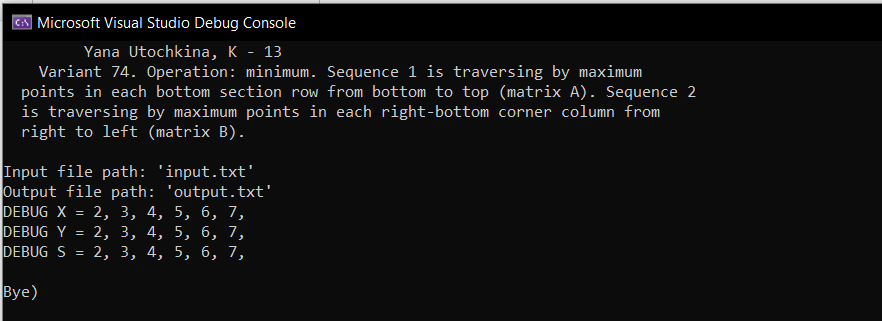 Microsoft Visual Studio Debug Console
Yana Utochkina, K - 13
Variant 74. Operation: minimum. Sequence 1 is traversing by maximum
points in each bottom section row from bottom to top (matrix A). Sequence 2
is traversing by maximum points in each right-bottom corner column from
right to left (matrix B).
Input file path: 'input.txt'
Output file path: 'output.txt'
DEBUG X = 2, 3, 4, 5, 6, 7,
DEBUG Y = 2, 3, 4, 5, 6, 7,
DEBUG S = 2, 3, 4, 5, 6, 7,
Bye)